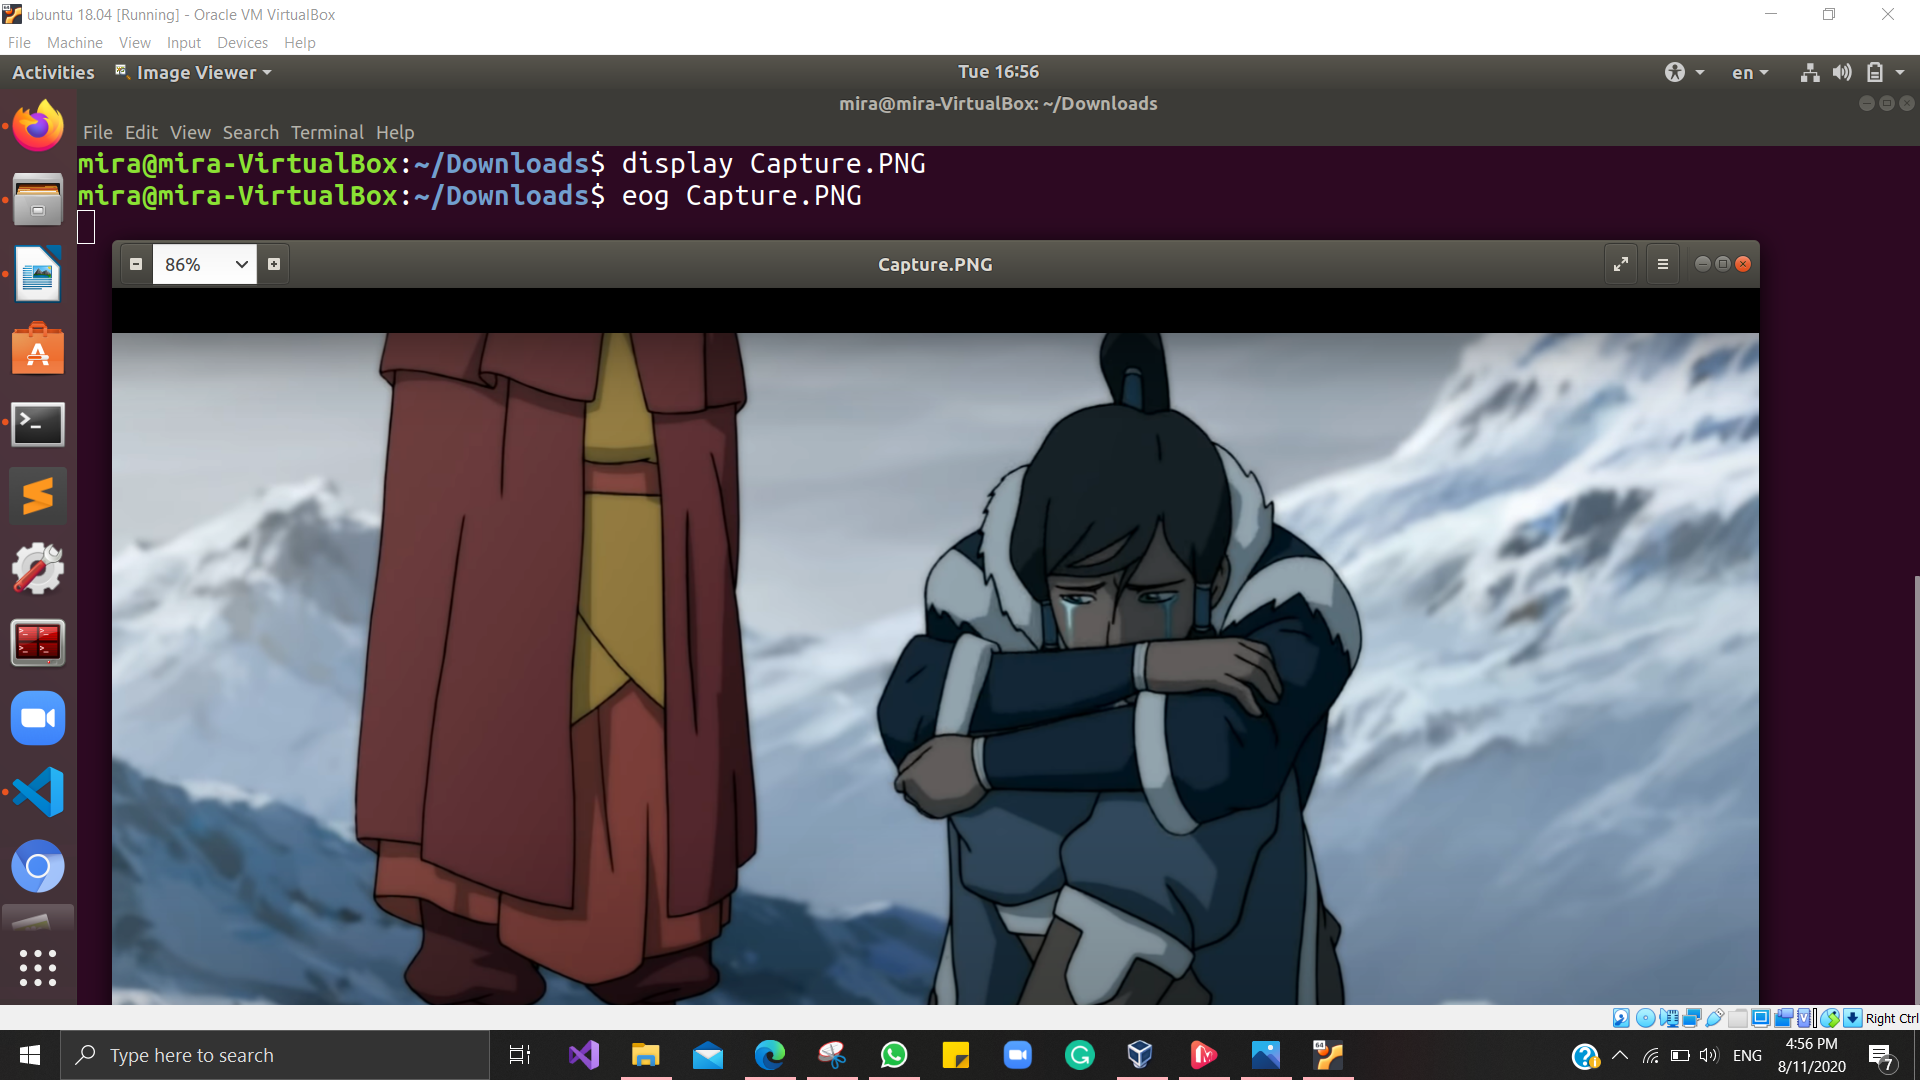 ubuntu 18.04 [Running] - Oracle VM VirtualBox
File Machine View Input Devices Help
Activities Image Viewer Tue 16:56 en
mira@mira-VirtualBox: ~/Downloads
File Edit View Search Terminal Help
mira@mira-VirtualBox:~/Downloads$ display Capture.PNG
mira@mira-VirtualBox:~/Downloads$ eog Capture.PNG
86% Capture.PNG
Right Ctrl
Type here to search
ENG
4:56 PM
8/11/2020
7